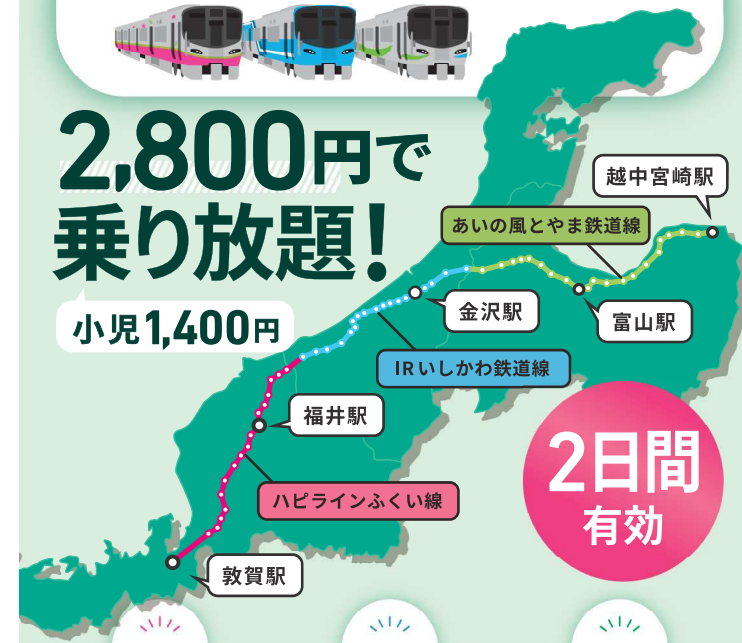 2,800円で
乗り放題!
小児1,400円
越中宮崎駅
あいの風とやま鉄道線
金沢駅
富山駅
IRいしかわ鉄道線
福井駅
2日間
有効
ハピラインふくい線
敦賀駅